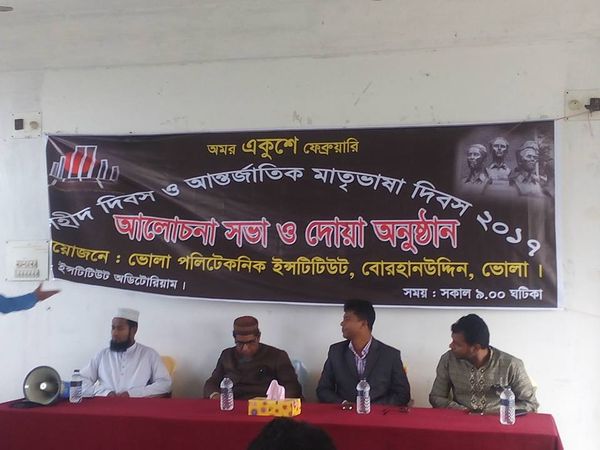 অমর একুশে ফেব্রুয়ারি
হীদ দিবস ও আন্তর্জাতিক মাতৃভাষা দিবস ২০১৭
আলোচনা সভা ও দোয়া অনুষ্ঠান
য়োজনে : ভোলা পলিটেকনিক ইন্সটিটিউট, বোরহানউদ্দিন, ভোলা ।
ইন্সটিটিউট অডিটোরিয়াম ।
সময় : সকাল ৯.০০ ঘটিকা